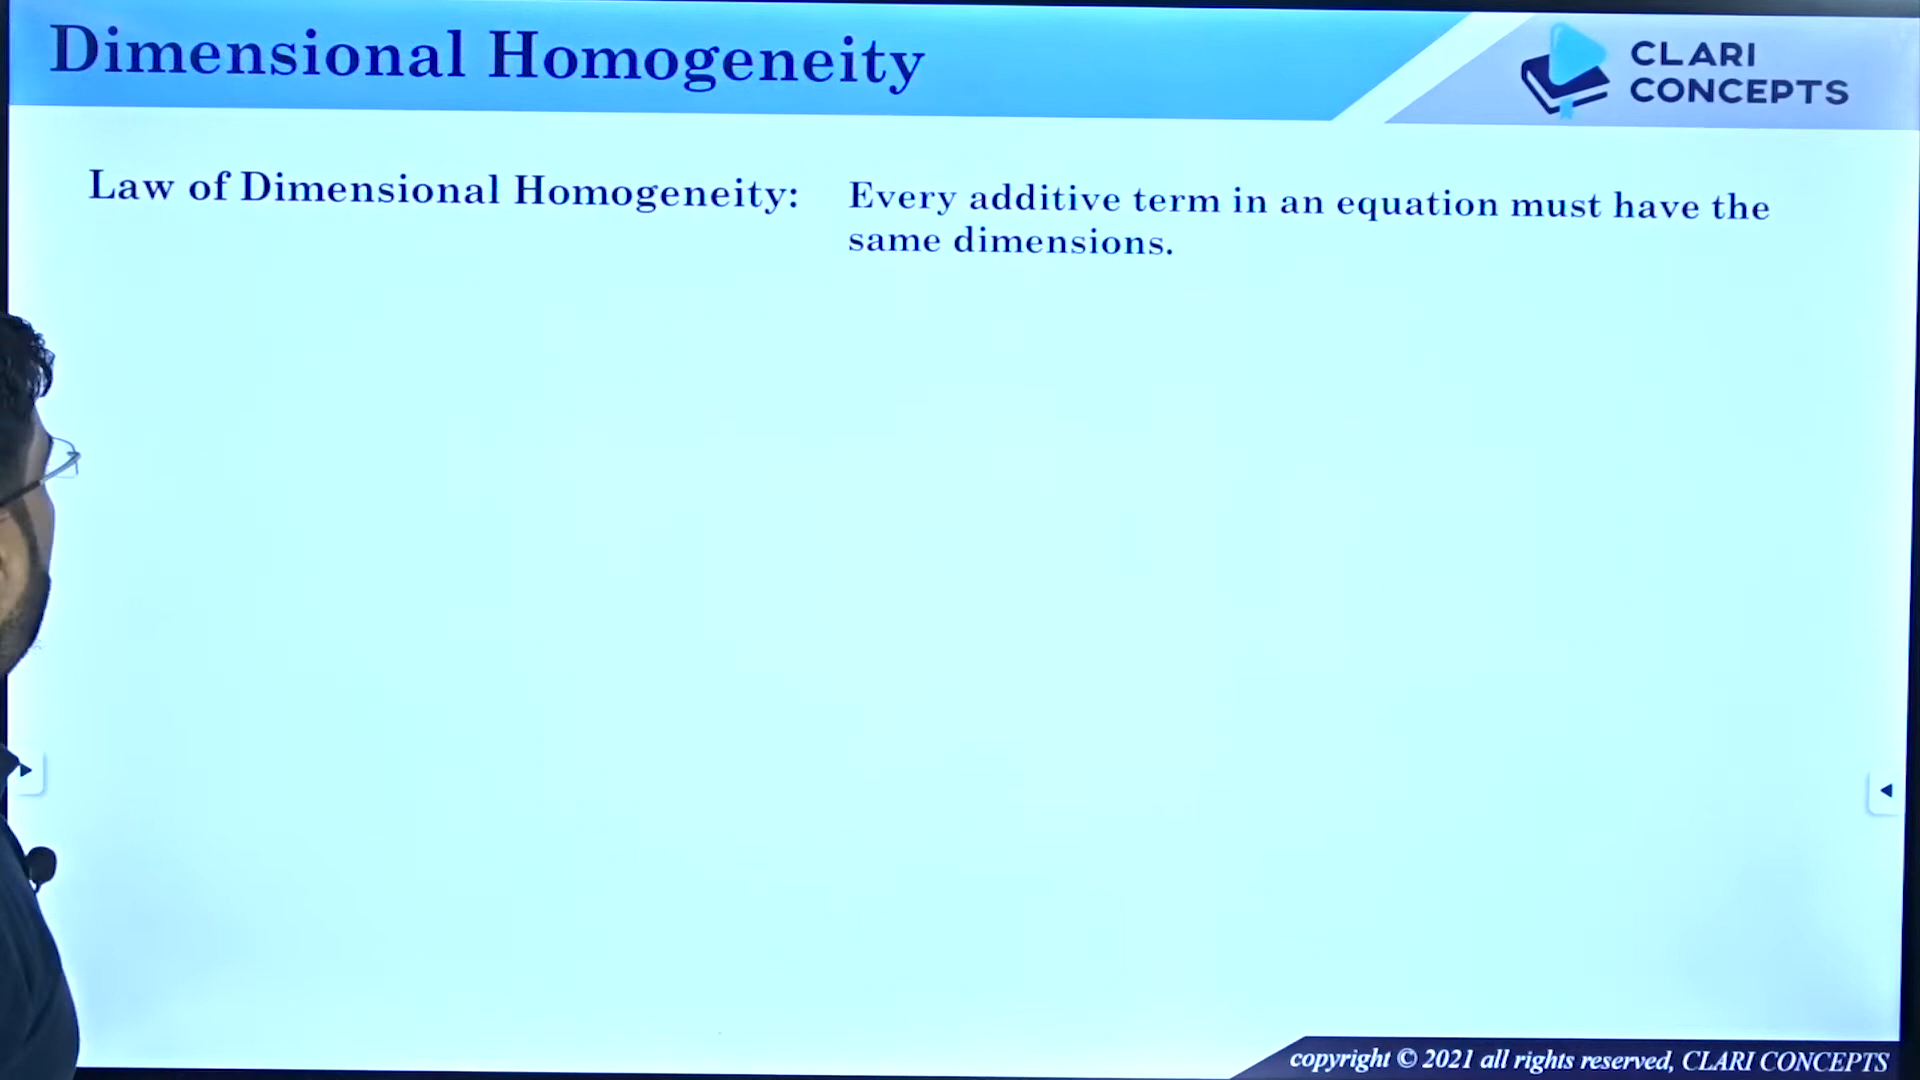 Dimensional Homogeneity
CLARI
CONCEPTS
Law of Dimensional Homogeneity:
Every additive term in an equation must have the
same dimensions.
copyright © 2021 all rights reserved, CLARI CONCEPTS